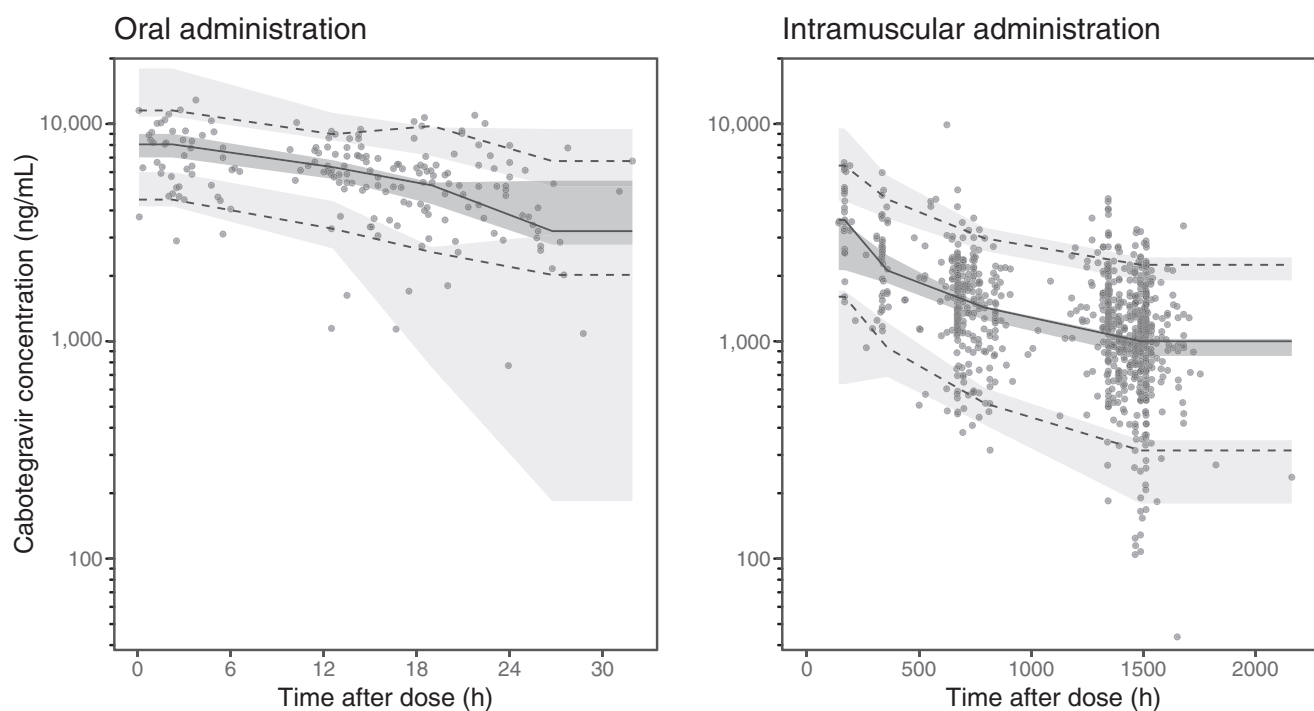 Oral administration
Intramuscular administration
Cabotegravir concentration (ng/mL)
10,000
1,000
100
0 6 12 18 24 30
Time after dose (h)
10,000
1,000
100
0 500 1000 1500 2000
Time after dose (h)